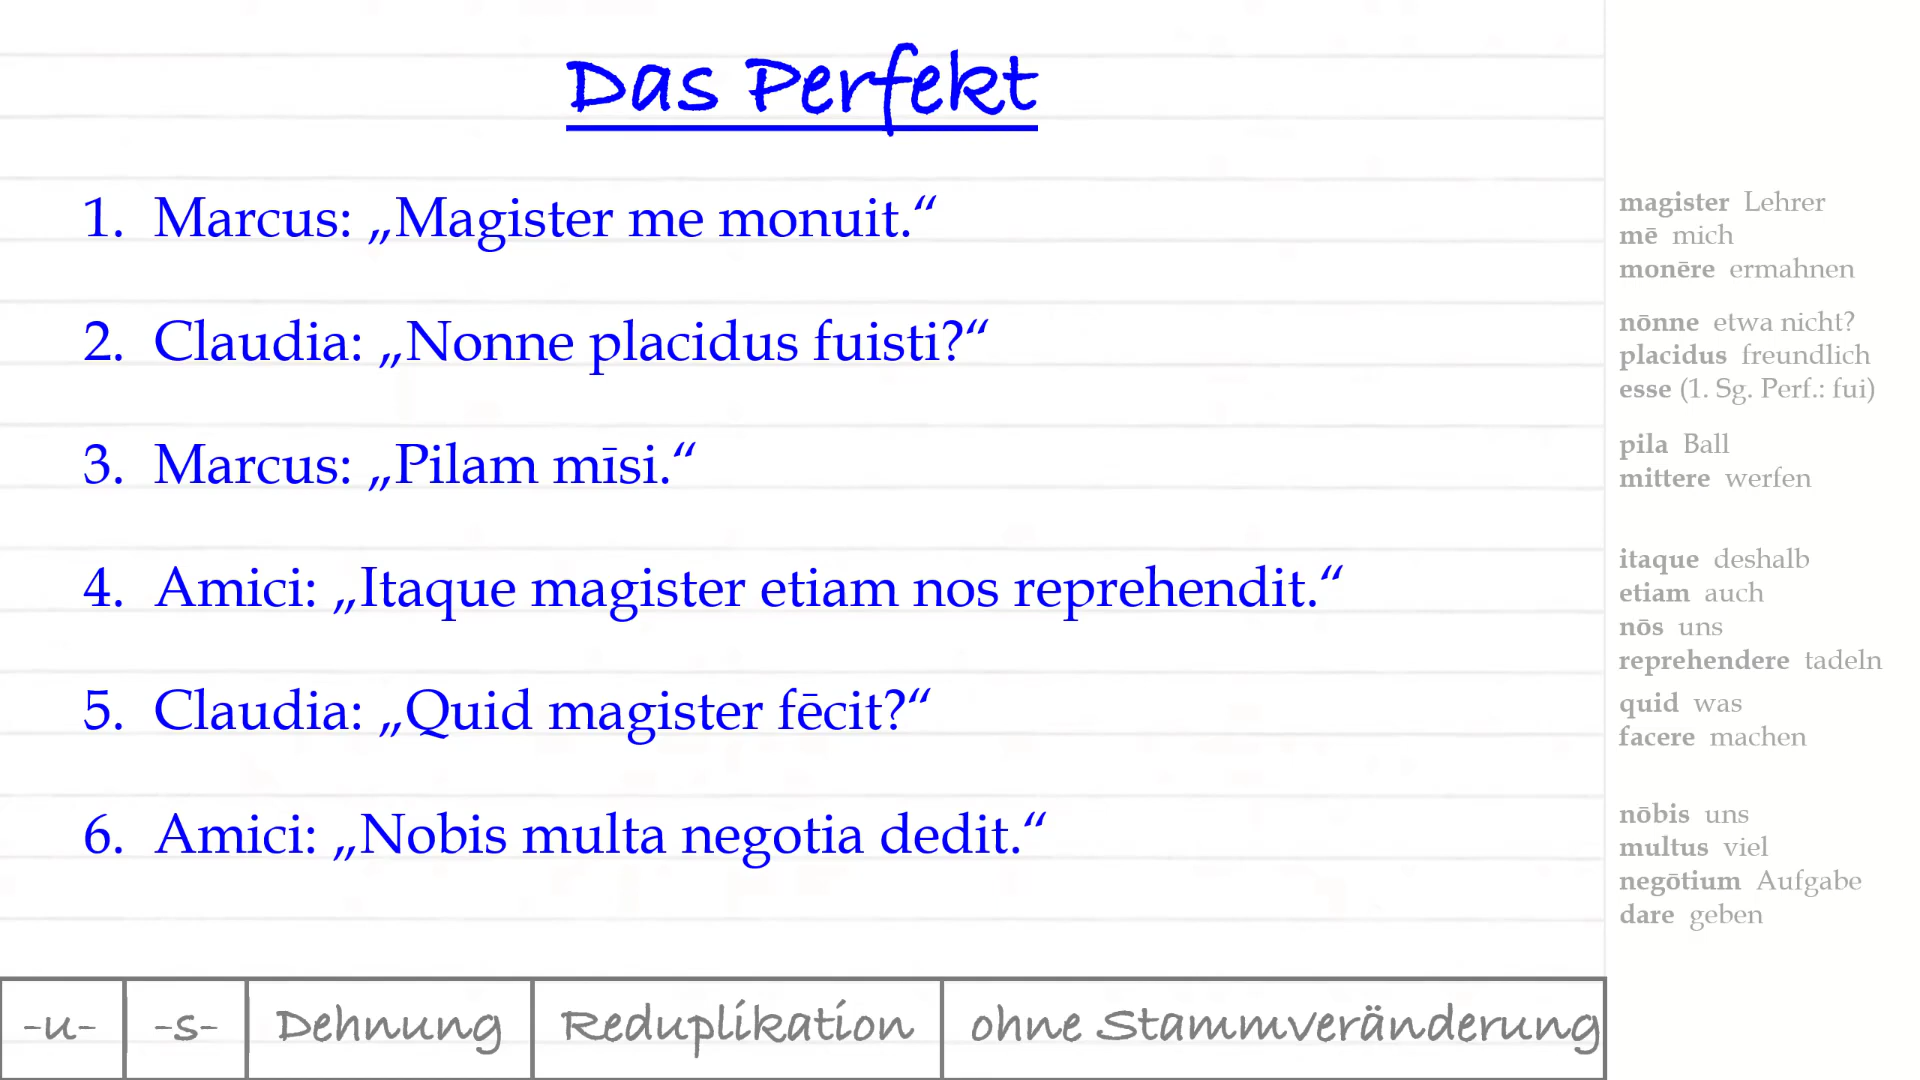 Das Perfekt
1. Marcus: „Magister me monuit.“
2. Claudia: „Nonne placidus fuisti?“
3. Marcus: „Pilam mīsi.“
4. Amici: „Itaque magister etiam nos reprehendit.“
5. Claudia: „Quid magister fēcit?“
6. Amici: „Nobis multa negotia dedit.“
magister Lehrer
mē mich
monēre ermahnen
nōnne etwa nicht?
placidus freundlich
esse (1. Sg. Perf.: fui)
pila Ball
mittere werfen
itaque deshalb
etiam auch
nōs uns
reprehendere tadeln
quid was
facere machen
nōbis uns
multus viel
negōtium Aufgabe
dare geben
-u- -s- Dehnung Reduplikation ohne Stammveränderung